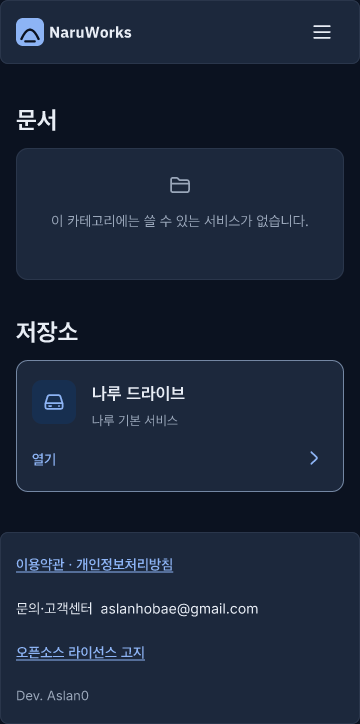 NaruWorks
문서
이 카테고리에는 쓸 수 있는 서비스가 없습니다.
저장소
나루 드라이브
나루 기본 서비스
열기
이용약관 · 개인정보처리방침
문의·고객센터 aslanhobae@gmail.com
오픈소스 라이선스 고지
Dev. Aslan0